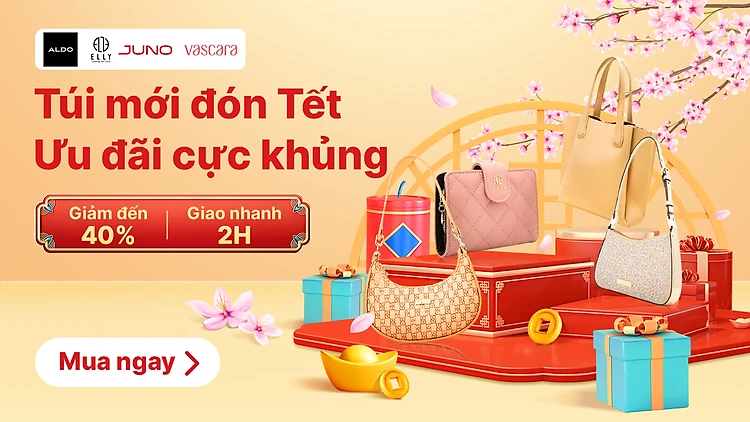 ALDO
ELLY
JUNO
vascara
Túi mới đón Tết
Ưu đãi cực khủng
Giảm đến
40%
Giao nhanh
2H
Mua ngay